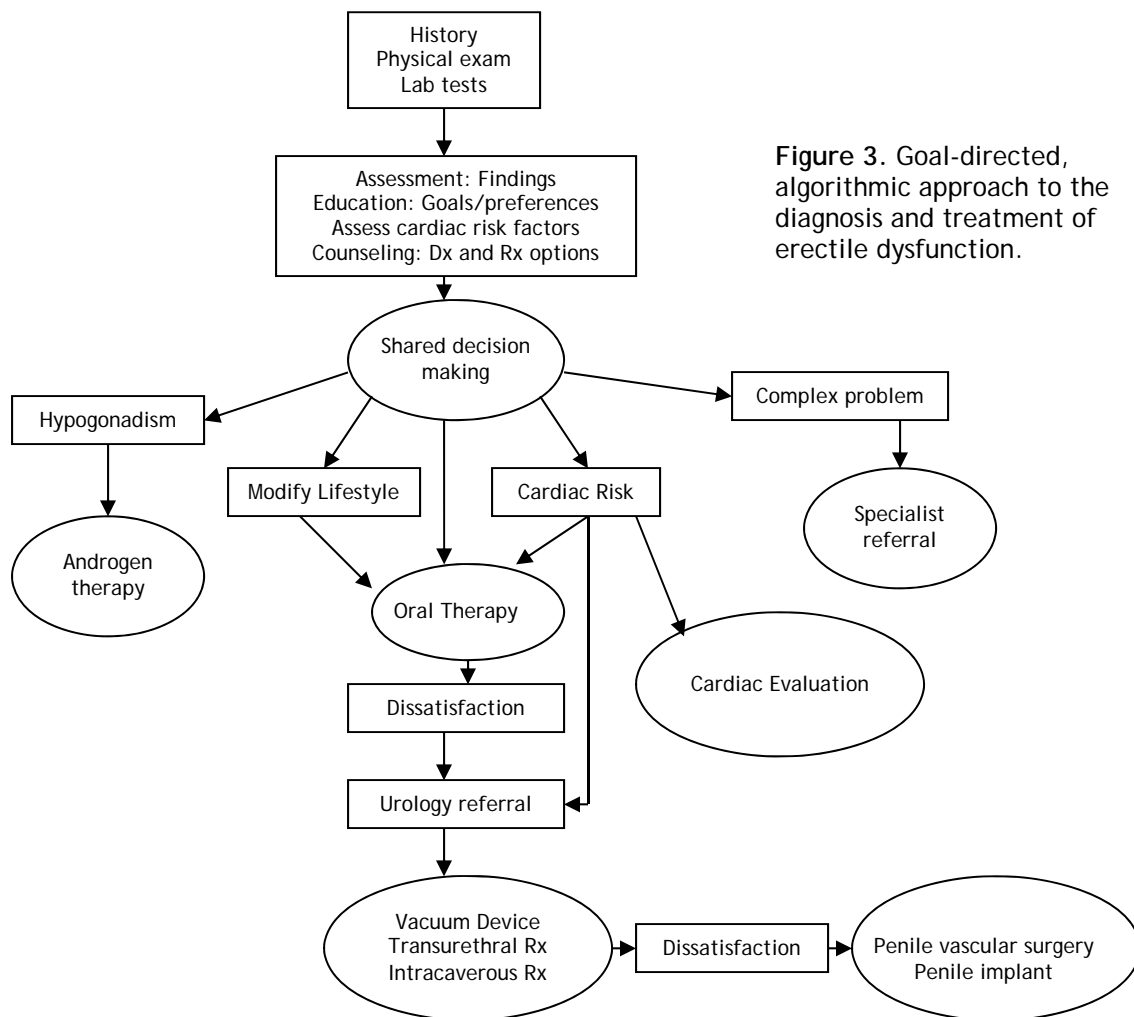 History
Physical exam
Lab tests
Figure 3. Goal-directed,
algorithmic approach to the
diagnosis and treatment of
erectile dysfunction.
Assessment: Findings
Education: Goals/preferences
Assess cardiac risk factors
Counseling: Dx and Rx options
Shared decision
making
Hypogonadism
Complex problem
Modify Lifestyle
Cardiac Risk
Androgen
therapy
Specialist
referral
Oral Therapy
Cardiac Evaluation
Dissatisfaction
Urology referral
Vacuum Device
Transurethral Rx
Intracaverous Rx
Dissatisfaction
Penile vascular surgery
Penile implant